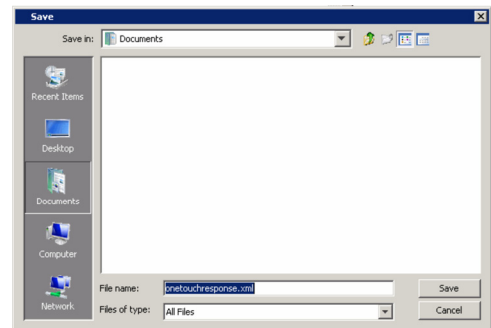 Save
Save in: Documents
Recent Items
Desktop
Documents
Computer
Network
File name: onetouchresponse.xml Save
Files of type: All Files Cancel